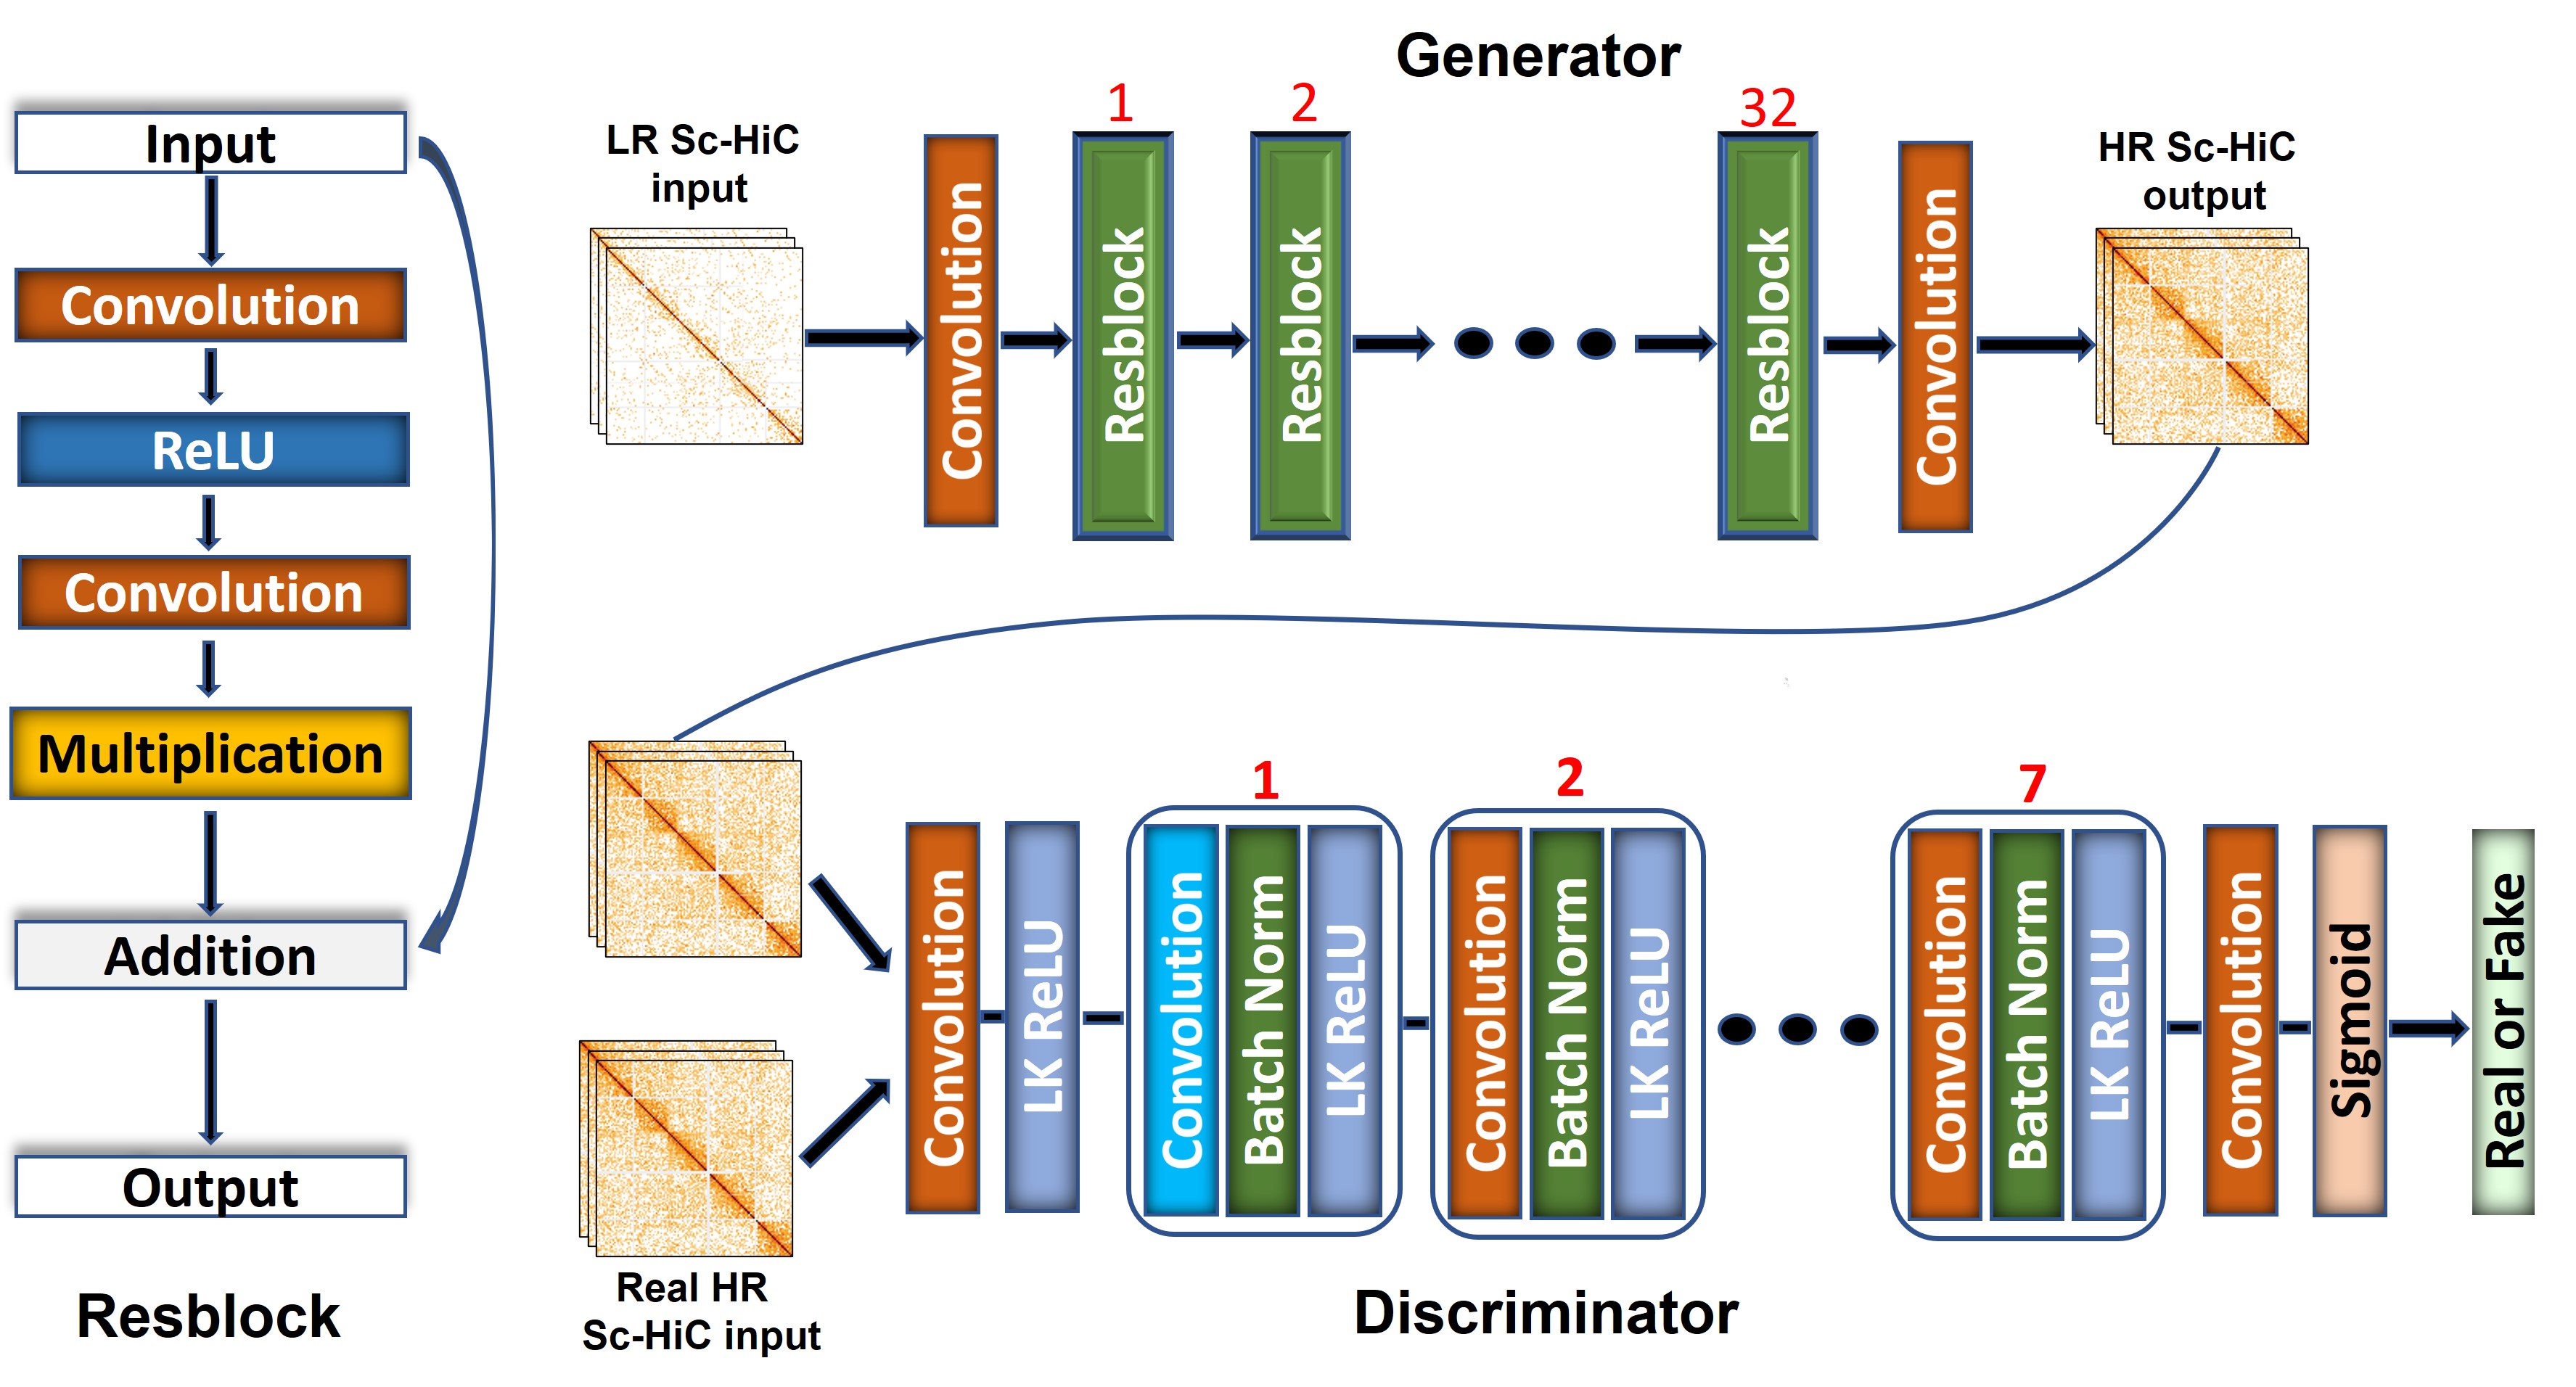 Input
Convolution
ReLU
Convolution
Multiplication
Addition
Output
Resblock
Generator
LR Sc-HiC
input
Convolution
1
Resblock
2
Resblock
32
Resblock
Convolution
HR Sc-HiC
output
Real HR
Sc-HiC input
Convolution
LK ReLU
1
Convolution
Batch Norm
LK ReLU
2
Convolution
Batch Norm
LK ReLU
7
Convolution
Batch Norm
LK ReLU
Convolution
Sigmoid
Real or Fake
Discriminator